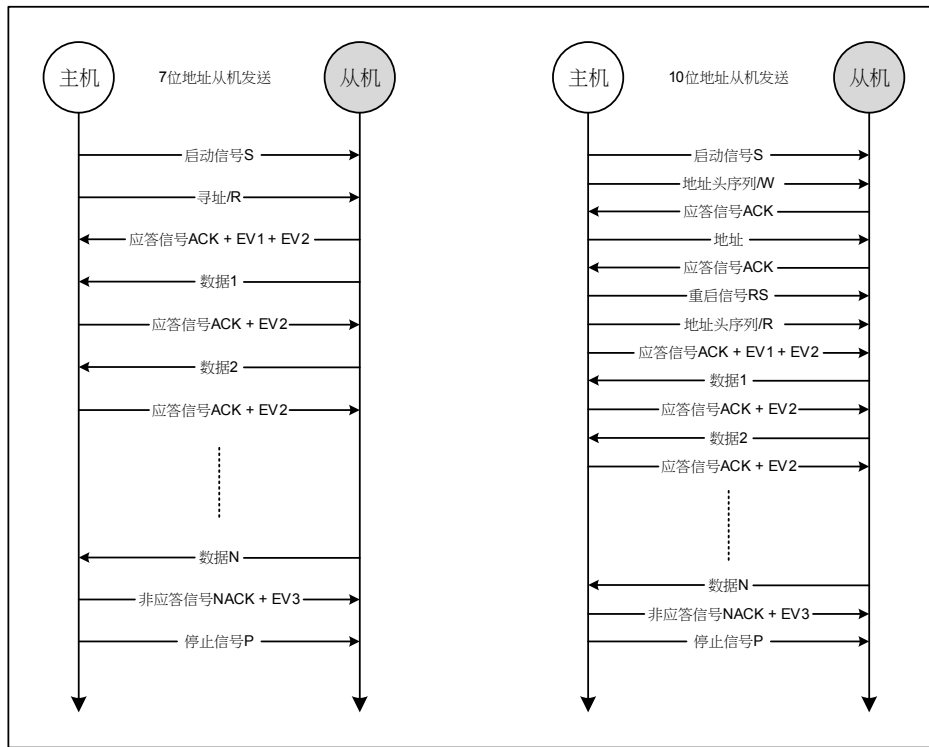 主机
7位地址从机发送
从机
启动信号S
寻址/R
应答信号ACK + EV1 + EV2
数据1
应答信号ACK + EV2
数据2
应答信号ACK + EV2
数据N
非应答信号NACK + EV3
停止信号P
主机
10位地址从机发送
从机
启动信号S
地址头序列/W
应答信号ACK
地址
应答信号ACK
重启信号RS
地址头序列/R
应答信号ACK + EV1 + EV2
数据1
应答信号ACK + EV2
数据2
应答信号ACK + EV2
数据N
非应答信号NACK + EV3
停止信号P